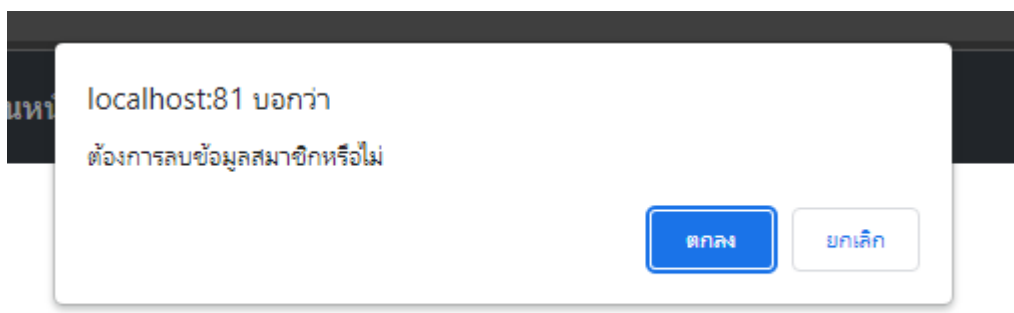 localhost:81 บอกว่า
ต้องการลบข้อมูลสมาชิกหรือไม่
ตกลง
ยกเลิก